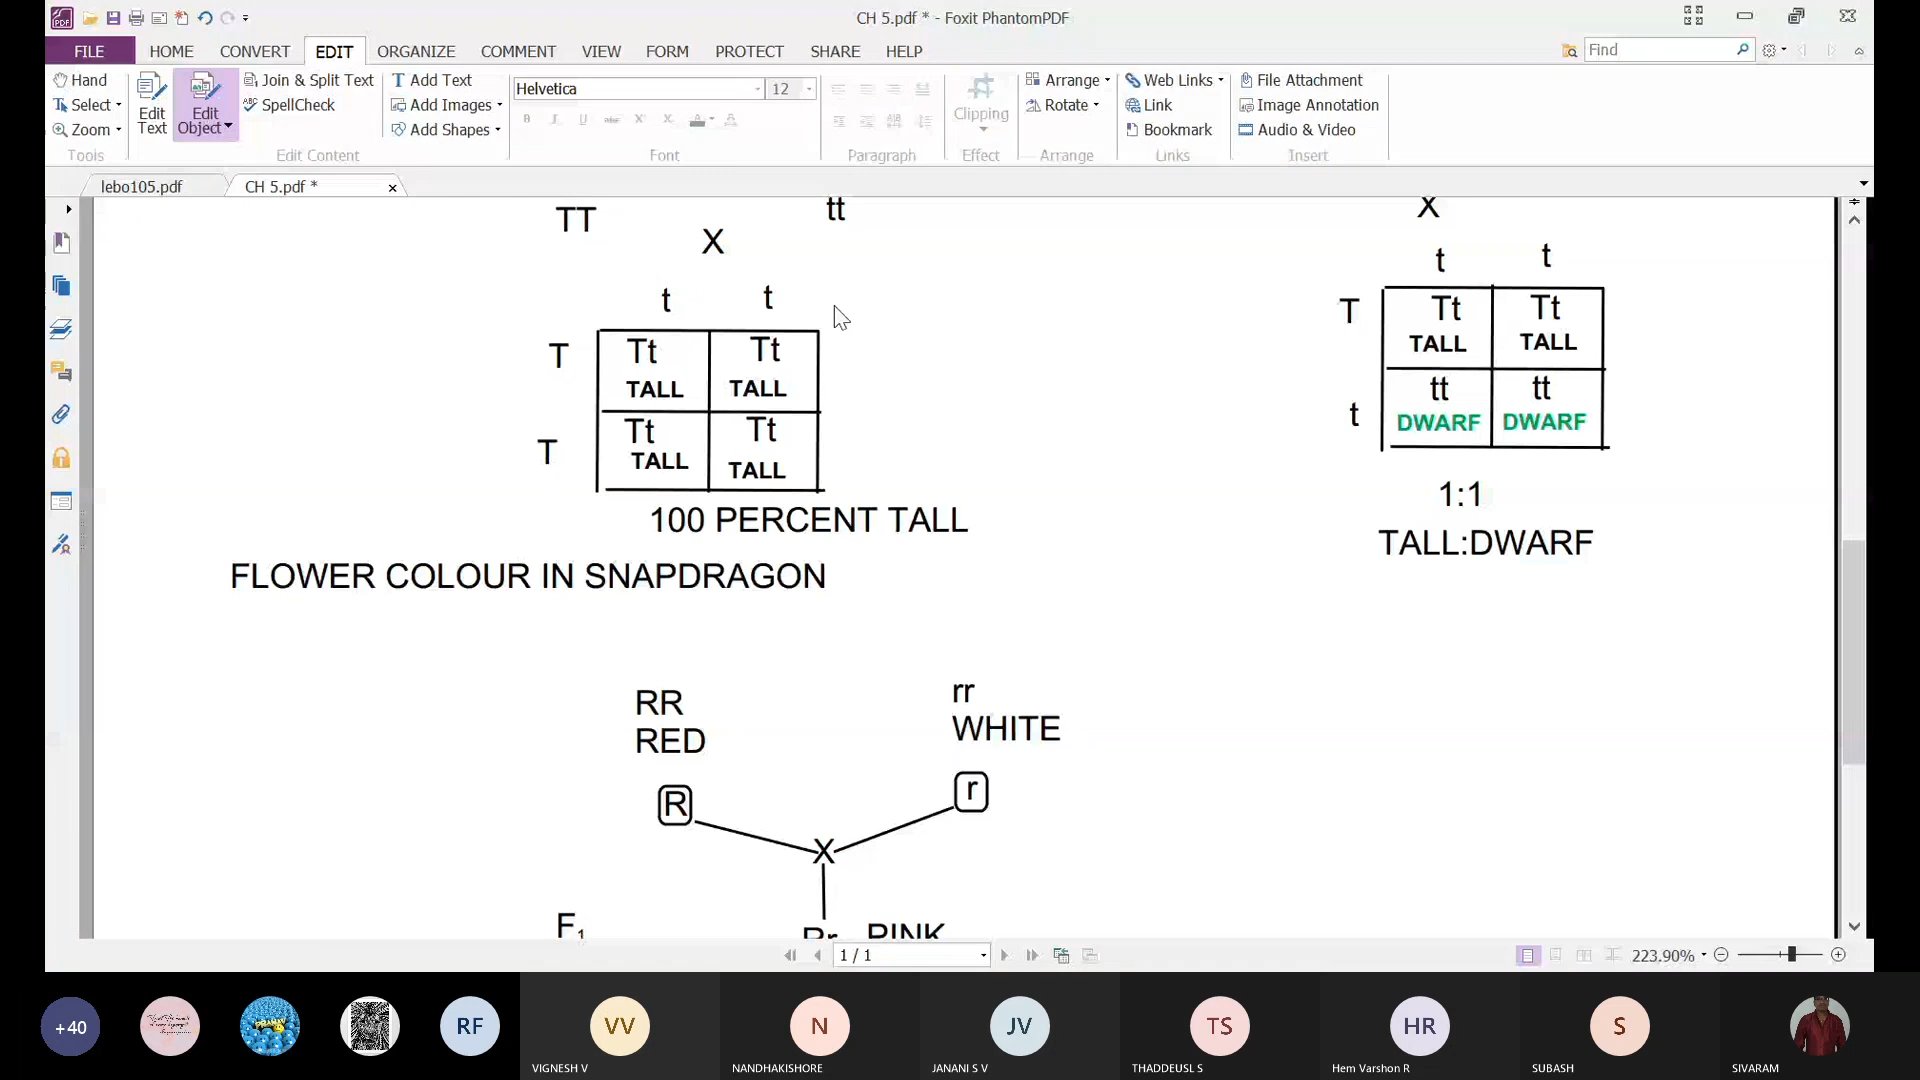 CH 5.pdf * - Foxit PhantomPDF
FILE HOME CONVERT EDIT ORGANIZE COMMENT VIEW FORM PROTECT SHARE HELP Find
Hand Join & Split Text Add Text Helvetica 12 Arrange Web Links File Attachment
Select Edit Text Edit Object SpellCheck Add Images Clipping Rotate Link Image Annotation
Zoom Add Shapes Bookmark Audio & Video
Tools Edit Content Font Paragraph Effect Arrange Links Insert
lebo105.pdf CH 5.pdf *
TT tt X
X
t t
t t
T Tt Tt
TALL TALL
T Tt Tt
TALL TALL
T Tt Tt
TALL TALL
t tt tt
DWARF DWARF
100 PERCENT TALL
1:1
TALL:DWARF
FLOWER COLOUR IN SNAPDRAGON
RR rr
RED WHITE
R r
X
F1 Rr PINK
1 / 1 223.90%
+40 RF VV N JV TS HR S
VIGNESH V NANDHAKISHORE JANANI S V THADDEUSL S Hem Varshon R SUBASH SIVARAM